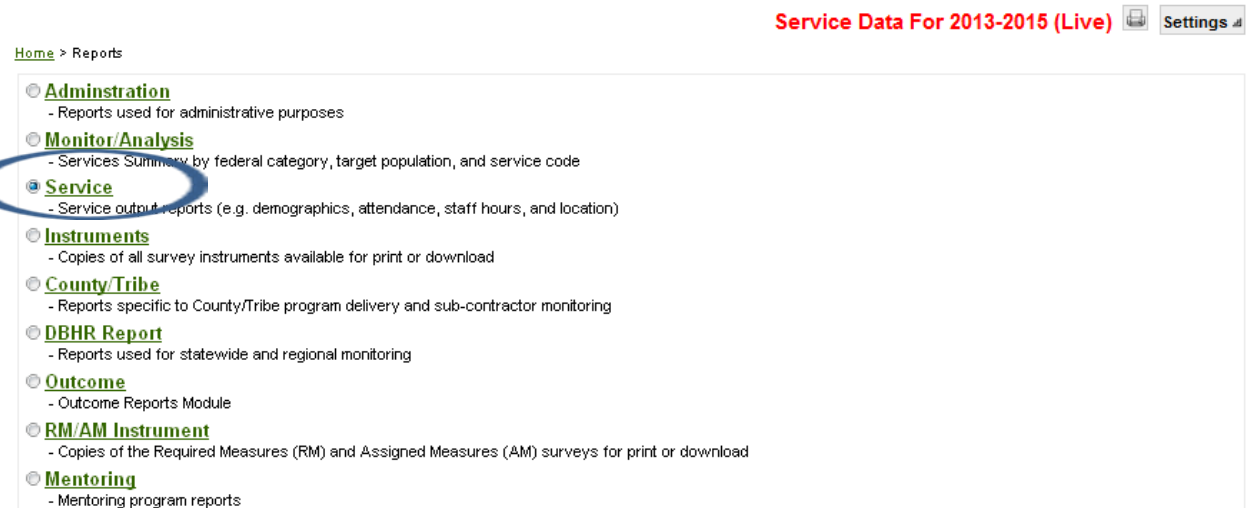 Service Data For 2013-2015 (Live) Settings
Home > Reports
Adminstration
- Reports used for administrative purposes
Monitor/Analysis
- Services Summary by federal category, target population, and service code
Service
- Service output reports (e.g. demographics, attendance, staff hours, and location)
Instruments
- Copies of all survey instruments available for print or download
County/Tribe
- Reports specific to County/Tribe program delivery and sub-contractor monitoring
DBHR Report
- Reports used for statewide and regional monitoring
Outcome
- Outcome Reports Module
RM/AM Instrument
- Copies of the Required Measures (RM) and Assigned Measures (AM) surveys for print or download
Mentoring
- Mentoring program reports